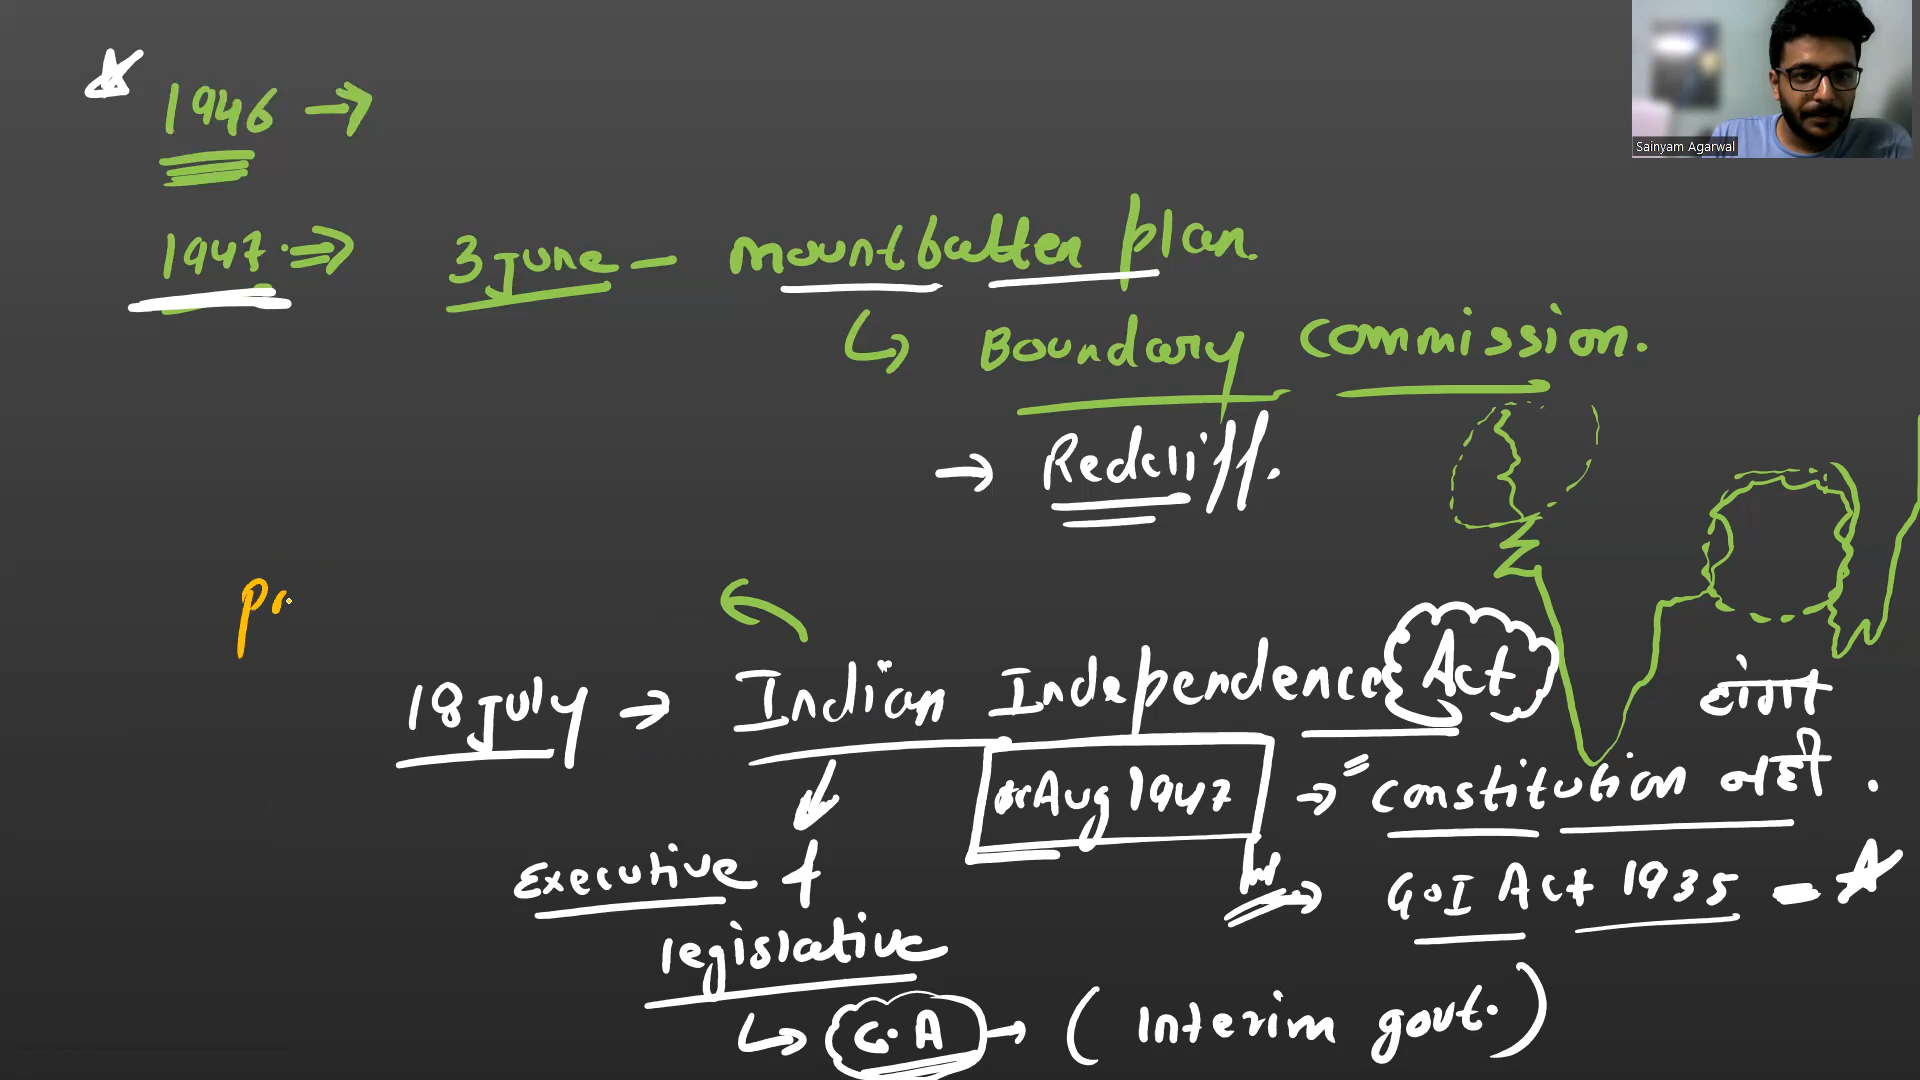 Sainyam Agarwal
1946 →
1947 ⇒ 3 June - mountbatten plan.
↳ Boundary commission.
→ Redcliff.
18 July → Indian Independence Act
Aug 1947 → constitution नही .
Executive +
legislative
→ GOI Act 1935 -
↳ C.A → ( Interim govt. )